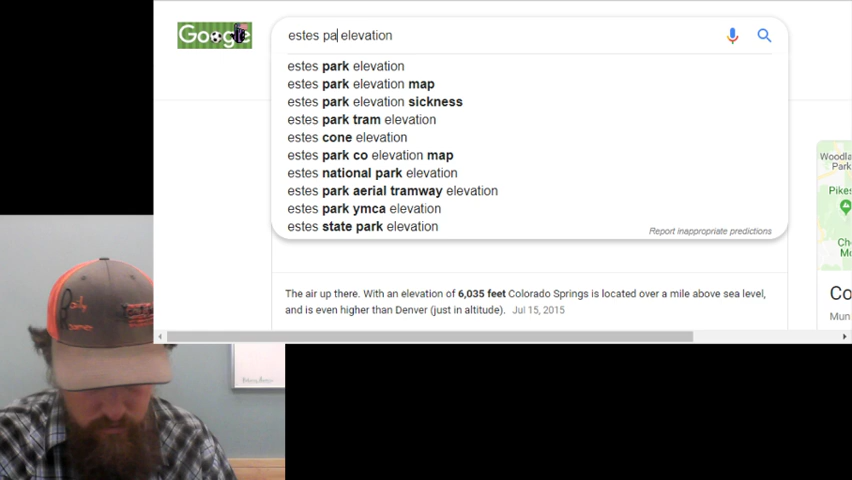 Google
estes pa elevation
estes park elevation
estes park elevation map
estes park elevation sickness
estes park tram elevation
estes cone elevation
estes park co elevation map
estes national park elevation
estes park aerial tramway elevation
estes park ymca elevation
estes state park elevation
Report inappropriate predictions
The air up there. With an elevation of 6,035 feet Colorado Springs is located over a mile above sea level,
and is even higher than Denver (just in altitude). Jul 15, 2015
Woodla
Park
Pikes
Che
Mo
Co
Mun